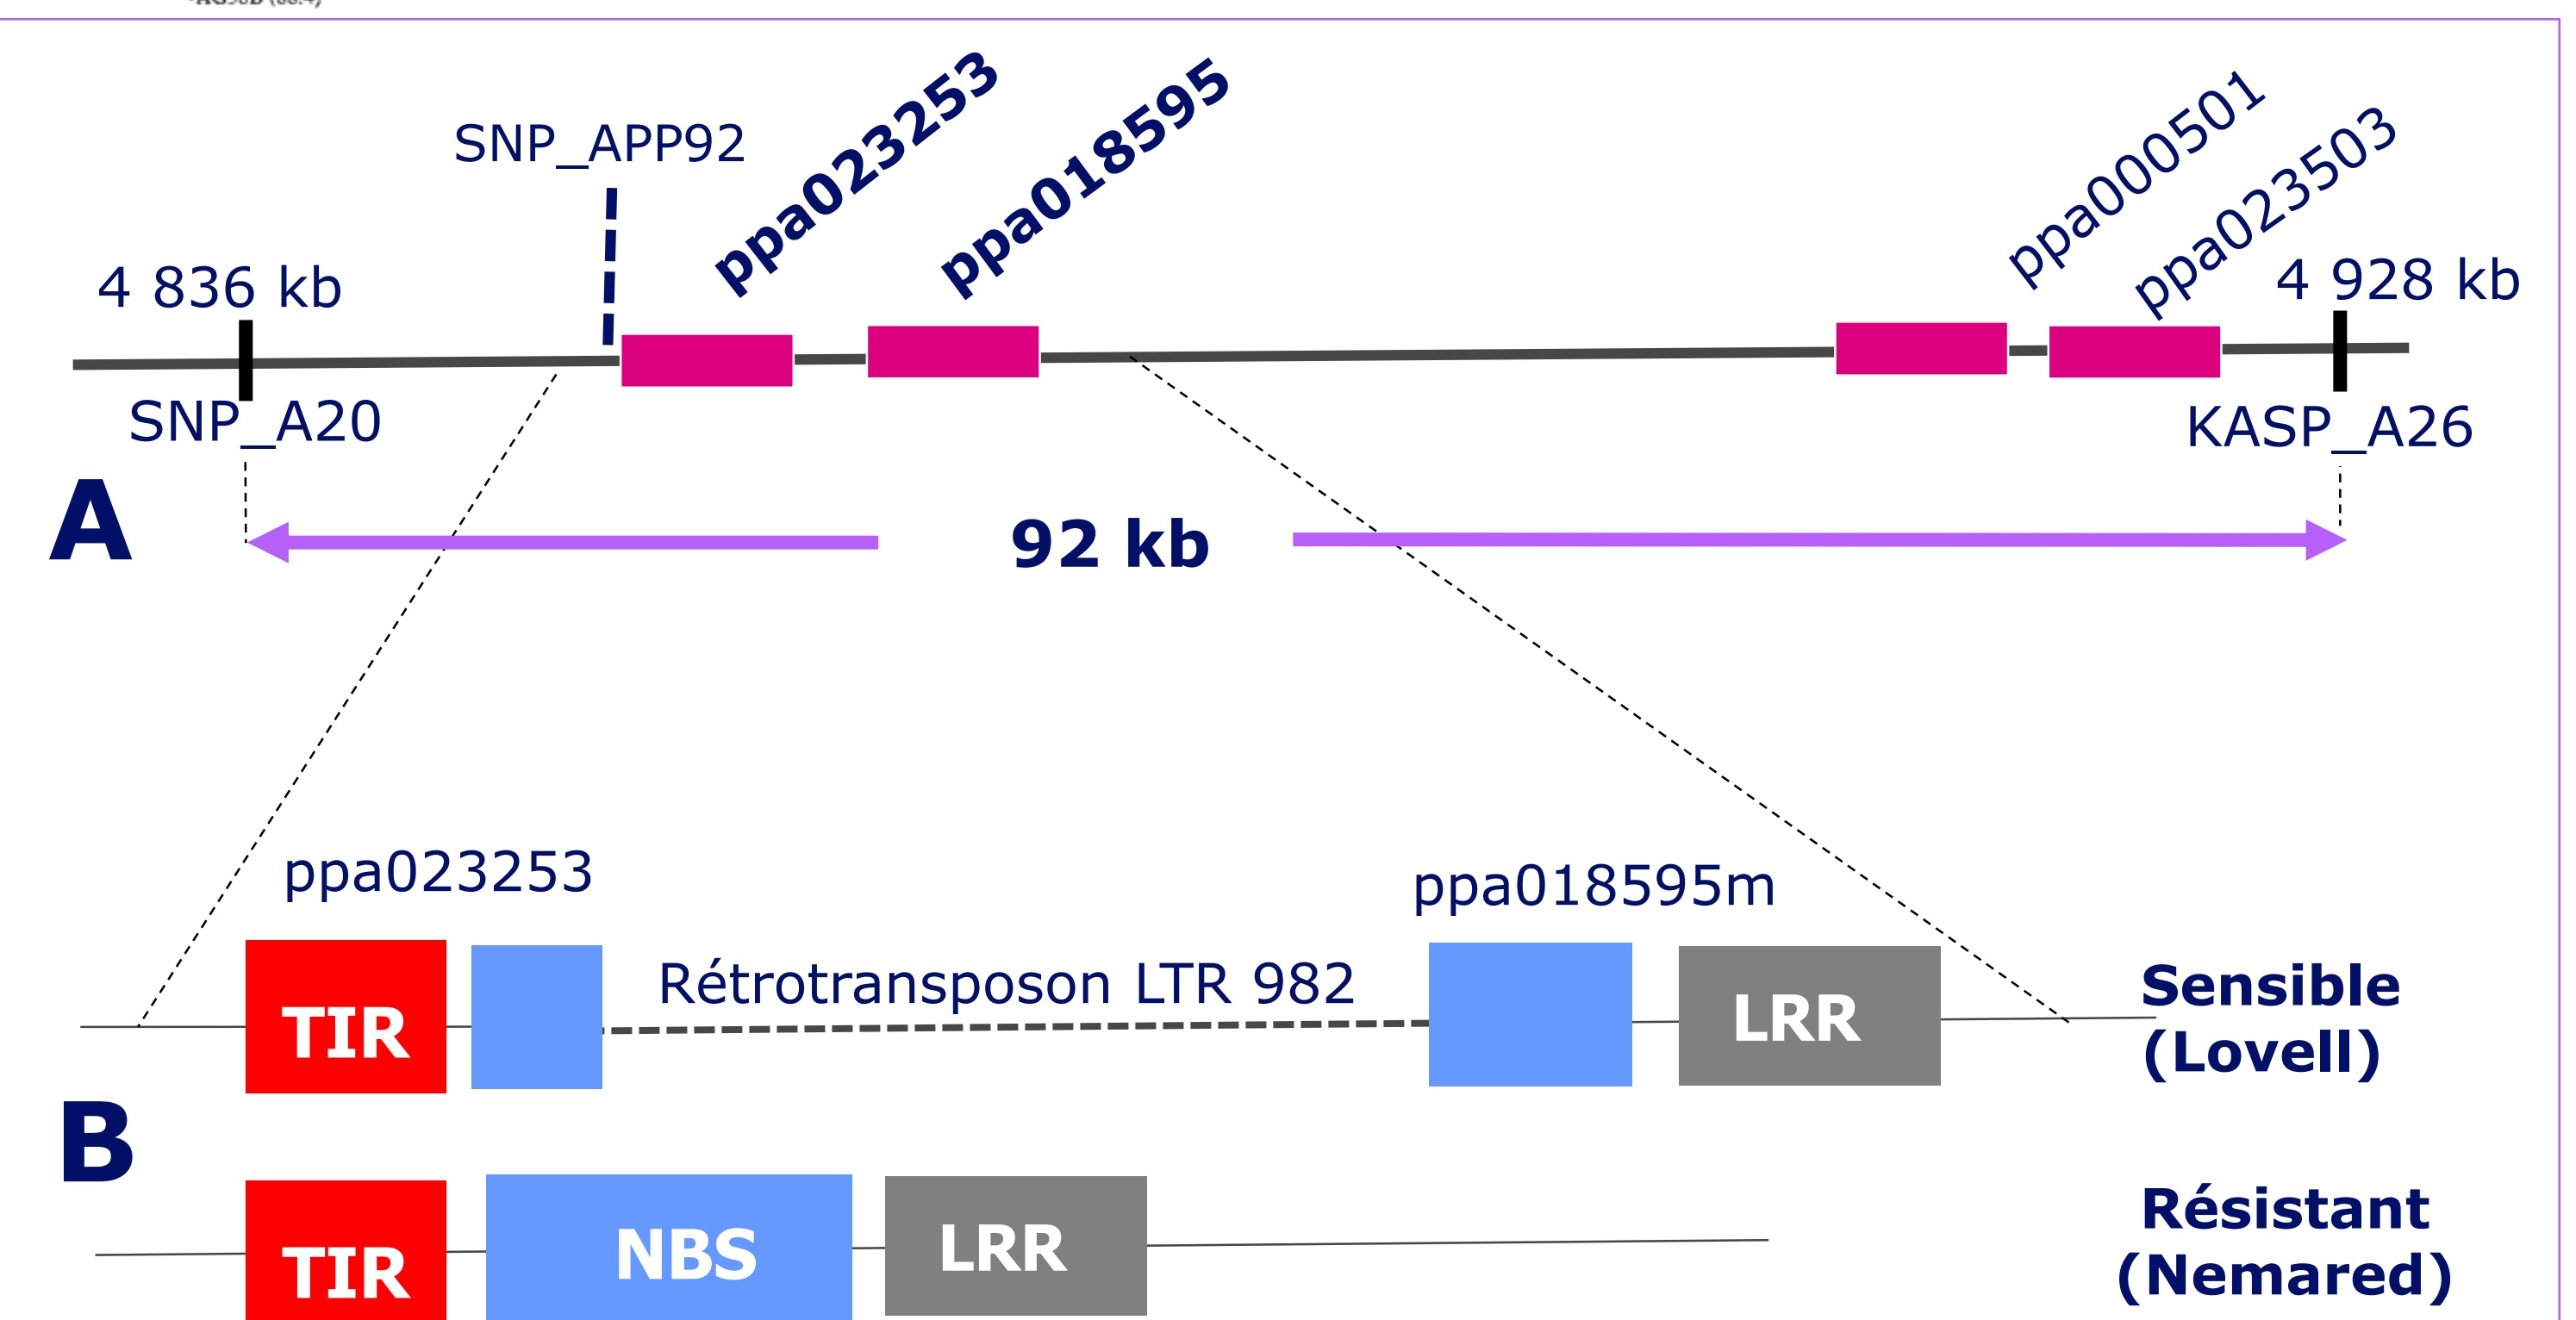 SNP_APP92
ppa023253
ppa018595
ppa000501
ppa023503
4 836 kb
4 928 kb
SNP_A20
KASP_A26
A
92 kb
ppa023253
ppa018595m
TIR
Rétrotransposon LTR 982
LRR
Sensible
(Lovell)
B
TIR
NBS
LRR
Résistant
(Nemared)